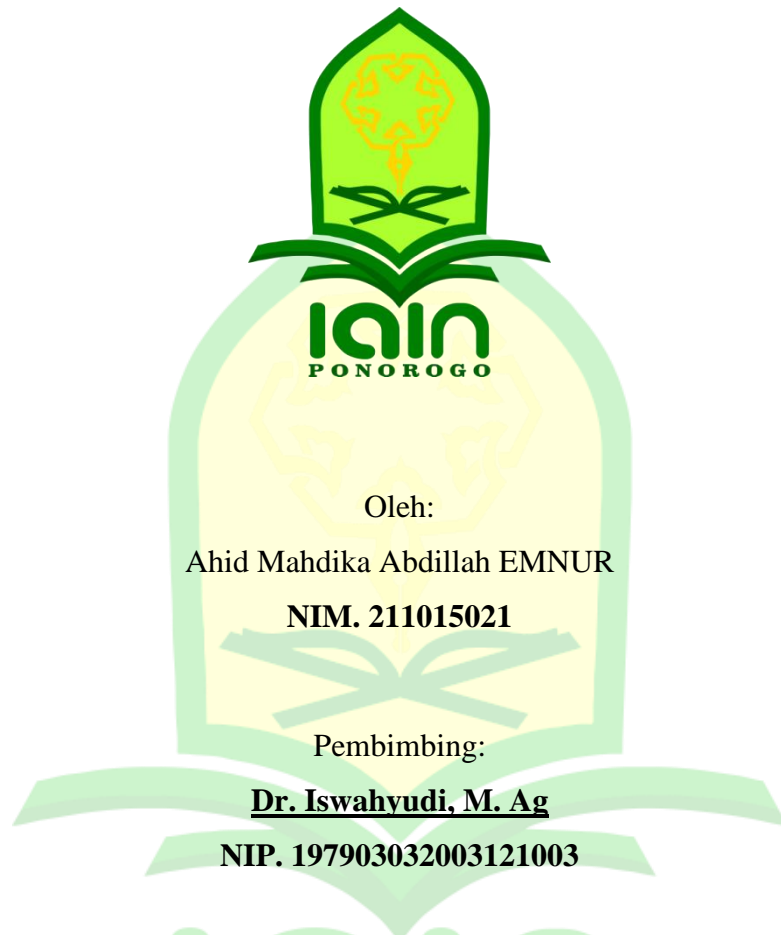 IAIN
PONOROGO
Oleh:
Ahid Mahdika Abdillah EMNUR
NIM. 211015021
Pembimbing:
Dr. Iswahyudi, M. Ag
NIP. 197903032003121003